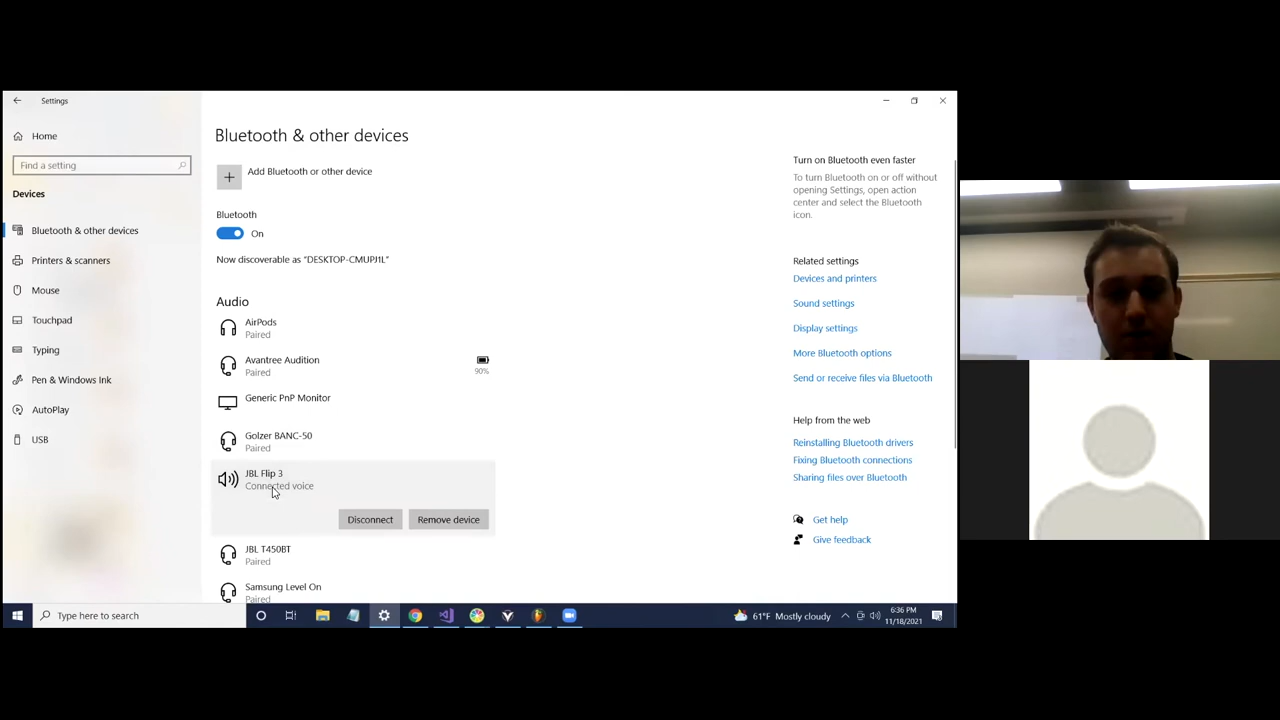 Settings
Home
Find a setting
Devices
Bluetooth & other devices
Printers & scanners
Mouse
Touchpad
Typing
Pen & Windows Ink
AutoPlay
USB
Bluetooth & other devices
Add Bluetooth or other device
Bluetooth
On
Now discoverable as "DESKTOP-CMUPJ1L"
Audio
AirPods
Paired
Avantree Audition
Paired
90%
Generic PnP Monitor
Golzer BANC-50
Paired
JBL Flip 3
Connected voice
Disconnect
Remove device
JBL T450BT
Paired
Samsung Level On
Paired
Turn on Bluetooth even faster
To turn Bluetooth on or off without
opening Settings, open action
center and select the Bluetooth
icon.
Related settings
Devices and printers
Sound settings
Display settings
More Bluetooth options
Send or receive files via Bluetooth
Help from the web
Reinstalling Bluetooth drivers
Fixing Bluetooth connections
Sharing files over Bluetooth
Get help
Give feedback
Type here to search
61°F Mostly cloudy
6:36 PM
11/18/2021